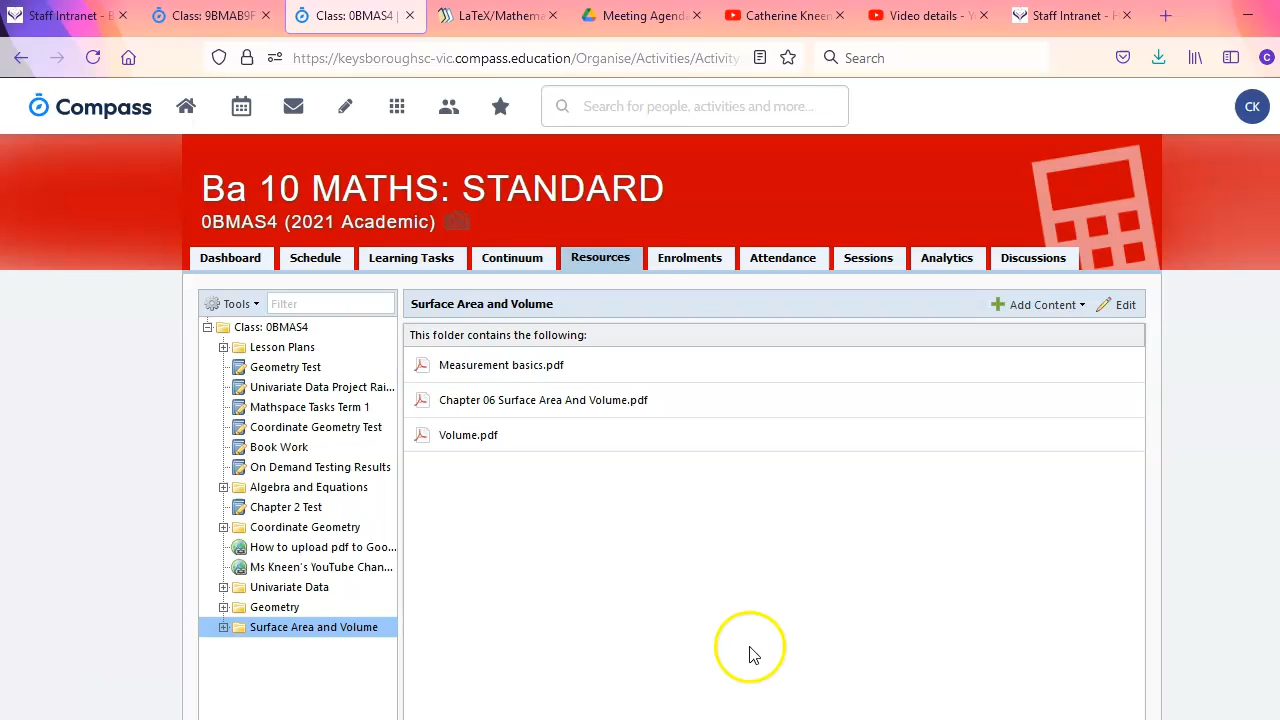 Staff Intranet - B
Class: 9BMAB9F
Class: 0BMAS4 |
LaTeX/Mathema
Meeting Agenda
Catherine Kneen
Video details - Yo
Staff Intranet - H
https://keysboroughsc-vic.compass.education/Organise/Activities/Activity
Search
C
Compass
Search for people, activities and more...
CK
Ba 10 MATHS: STANDARD
0BMAS4 (2021 Academic)
Dashboard
Schedule
Learning Tasks
Continuum
Resources
Enrolments
Attendance
Sessions
Analytics
Discussions
Tools
Filter
Surface Area and Volume
Add Content
Edit
Class: 0BMAS4
This folder contains the following:
Lesson Plans
Geometry Test
Measurement basics.pdf
Univariate Data Project Rai...
Chapter 06 Surface Area And Volume.pdf
Mathspace Tasks Term 1
Coordinate Geometry Test
Volume.pdf
Book Work
On Demand Testing Results
Algebra and Equations
Chapter 2 Test
Coordinate Geometry
How to upload pdf to Goo...
Ms Kneen's YouTube Chan...
Univariate Data
Geometry
Surface Area and Volume